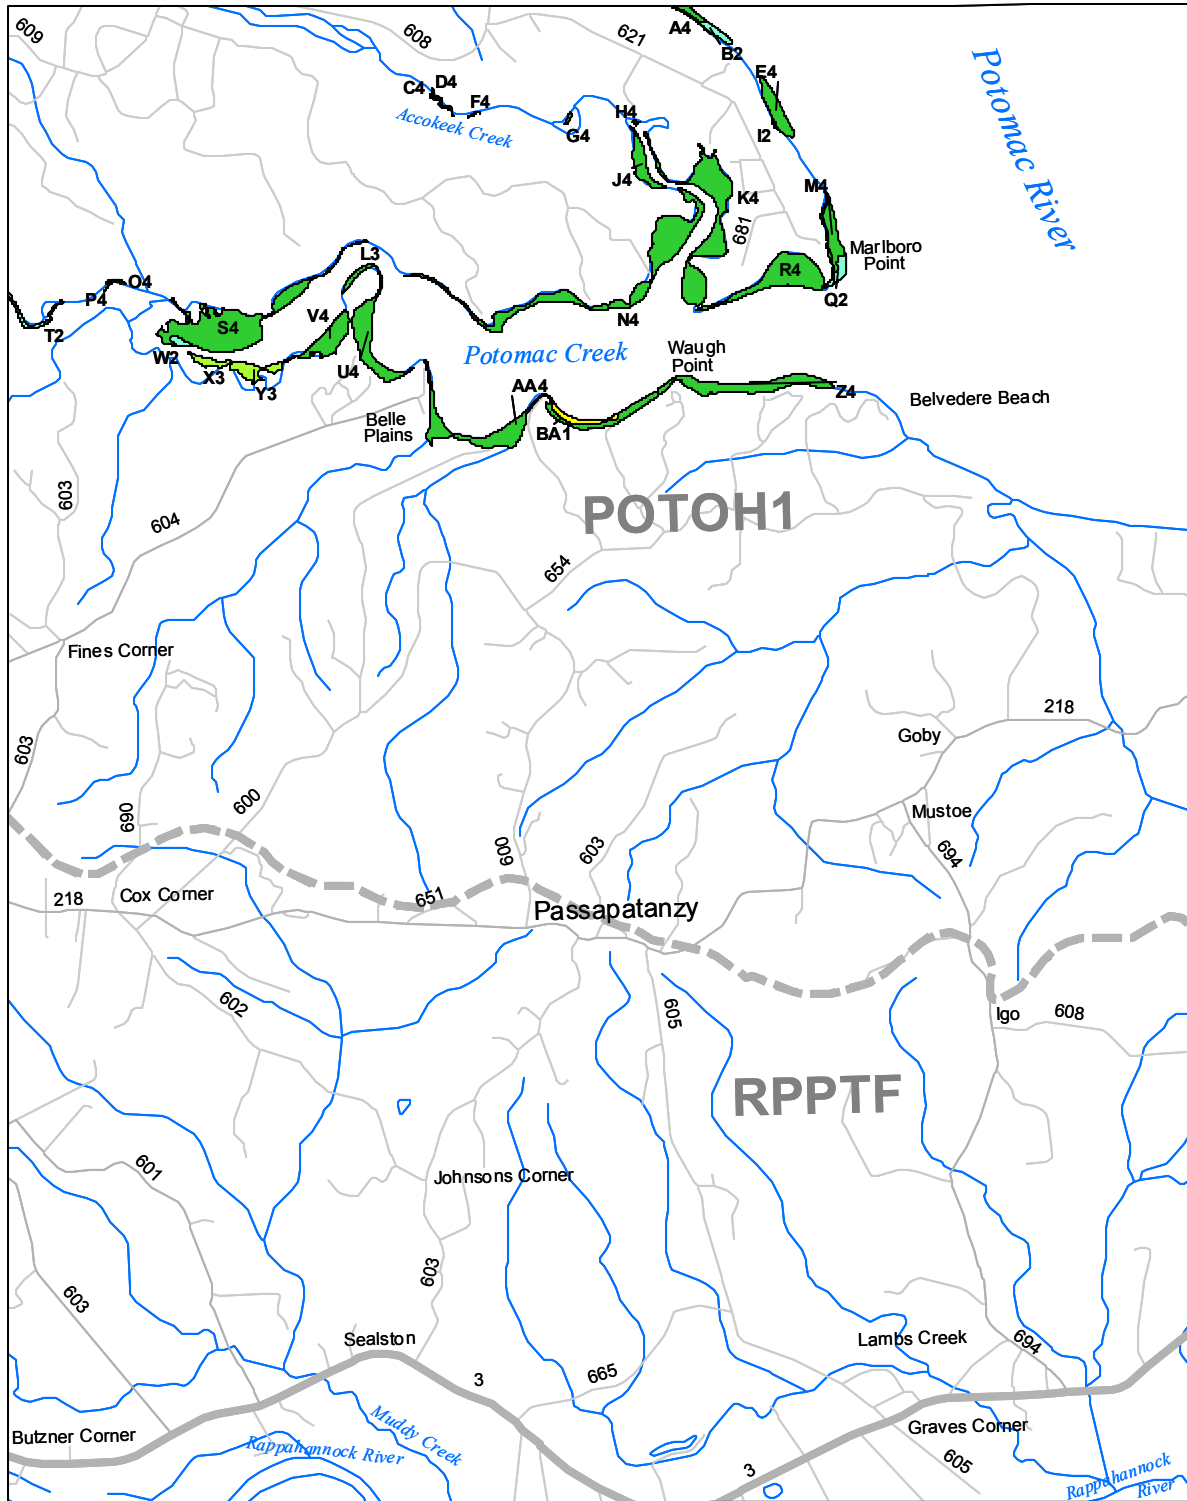 609
608
621
A4
B2
Potomac River
E4
C4
D4
F4
Accokeek Creek
G4
H4
I2
J4
K4
M4
681
Marlboro
Point
L3
R4
Q2
O4
P4
T2
S4
V4
N4
W2
X3
Y3
U4
Potomac Creek
Waugh
Point
AA4
Z4
Belvedere Beach
Belle
Plains
BA1
603
604
POTOH1
654
Fines Corner
218
Goby
603
690
600
Mustoe
600
603
694
218
Cox Corner
651
Passapatanzy
602
605
Igo
608
RPPTF
601
Johnsons Corner
603
603
Sealston
Lambs Creek
694
665
3
Muddy Creek
Butzner Corner
Rappahannock River
Graves Corner
605
3
Rappahannock
River